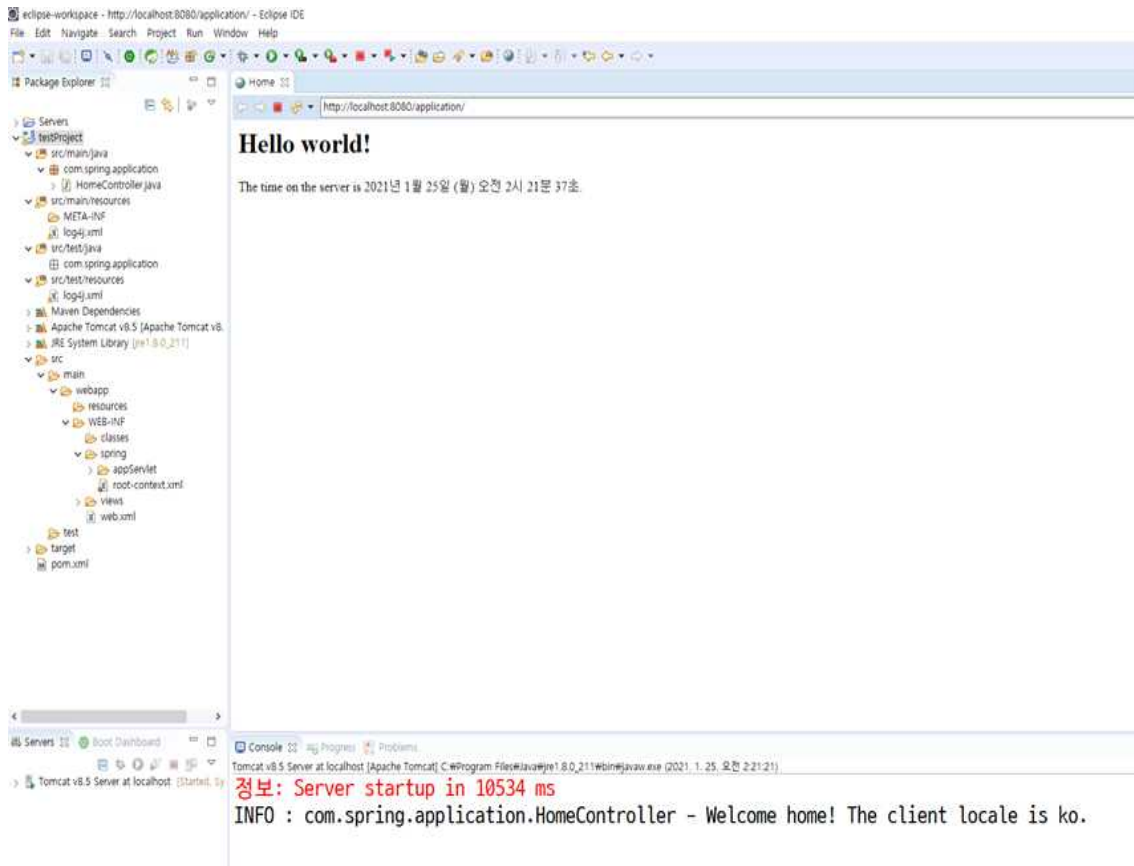 eclipse-workspace - http://localhost:8080/application/ - Eclipse IDE
File Edit Navigate Search Project Run Window Help
Package Explorer
Home
http://localhost:8080/application/
Servers
testProject
src/main/java
com.spring.application
HomeController.java
src/main/resources
META-INF
log4j.xml
src/test/java
com.spring.application
src/test/resources
log4j.xml
Maven Dependencies
Apache Tomcat v8.5 [Apache Tomcat v8.
JRE System Library [jre1.8.0_211]
src
main
webapp
resources
WEB-INF
classes
spring
appServlet
root-context.xml
views
web.xml
test
target
pom.xml
Hello world!
The time on the server is 2021년 1월 25일 (월) 오전 2시 21분 37초.
Servers
Boot Dashboard
Tomcat v8.5 Server at localhost [Started, Sy
Console Progress Problems
Tomcat v8.5 Server at localhost [Apache Tomcat] C:₩Program Files₩Java₩jre1.8.0_211₩bin₩javaw.exe (2021. 1. 25. 오전 2:21:21)
정보: Server startup in 10534 ms
INFO : com.spring.application.HomeController - Welcome home! The client locale is ko.